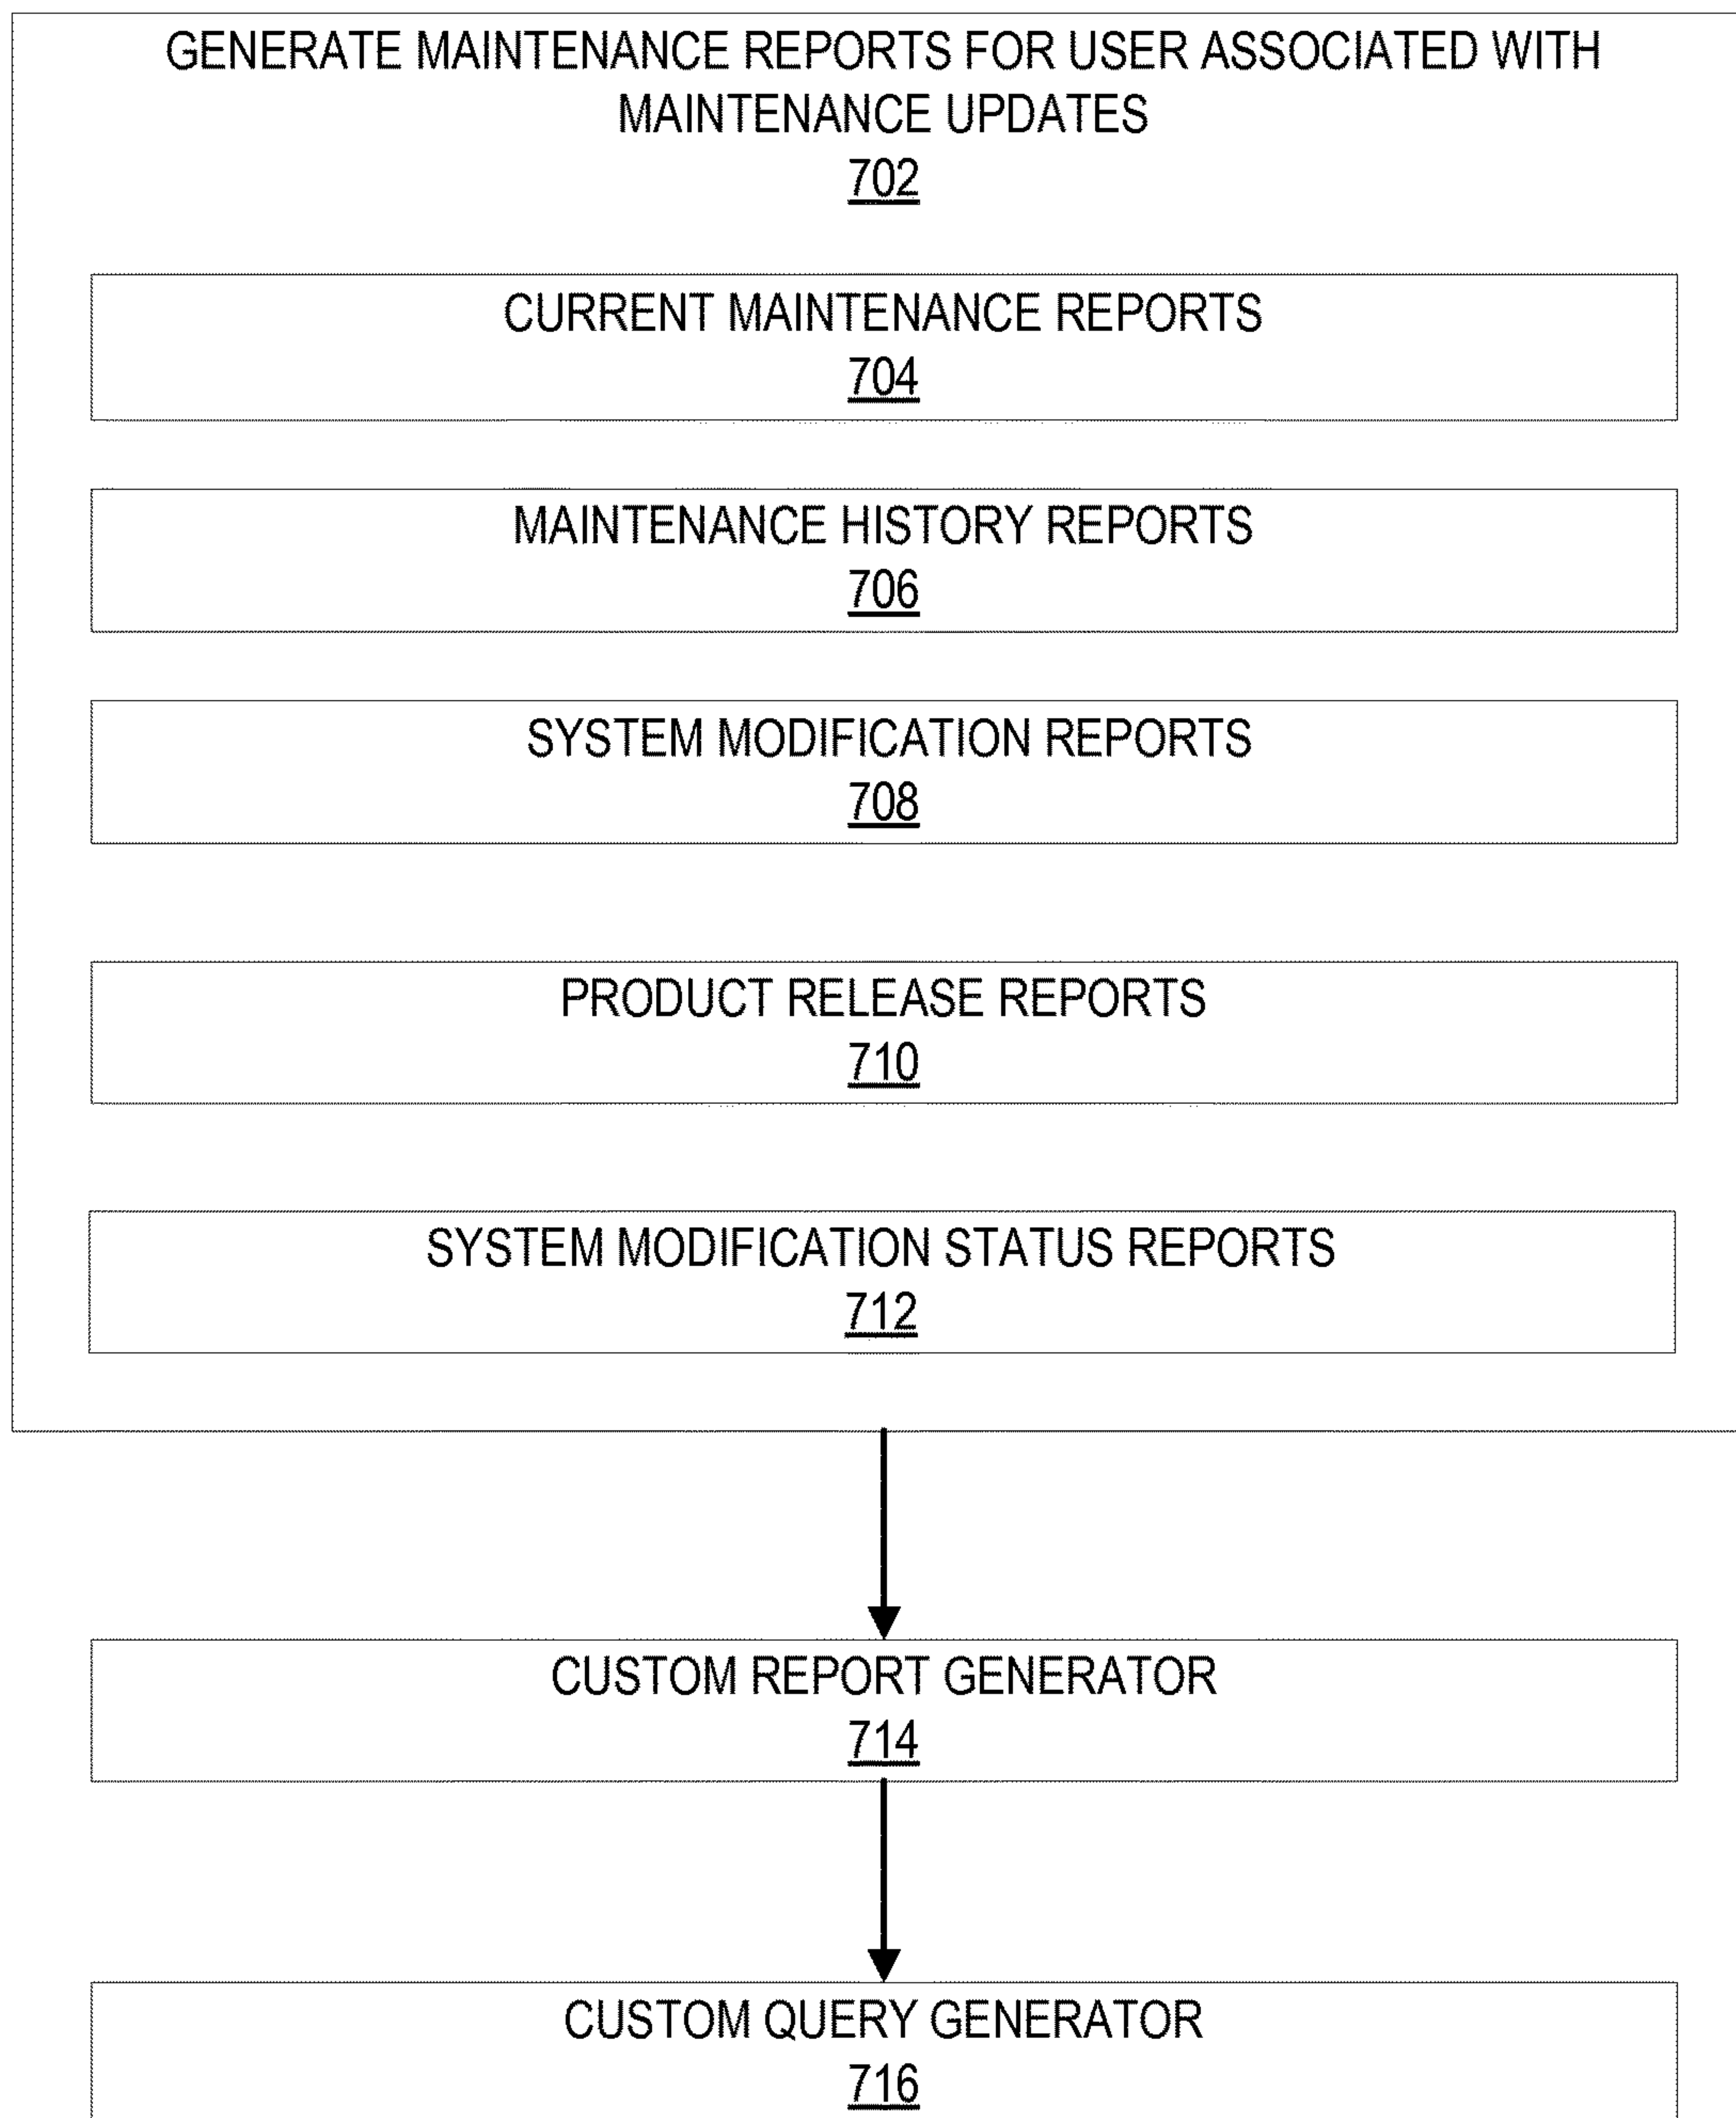 GENERATE MAINTENANCE REPORTS FOR USER ASSOCIATED WITH
MAINTENANCE UPDATES
702
CURRENT MAINTENANCE REPORTS
704
MAINTENANCE HISTORY REPORTS
706
SYSTEM MODIFICATION REPORTS
708
PRODUCT RELEASE REPORTS
710
SYSTEM MODIFICATION STATUS REPORTS
712
CUSTOM REPORT GENERATOR
714
CUSTOM QUERY GENERATOR
716